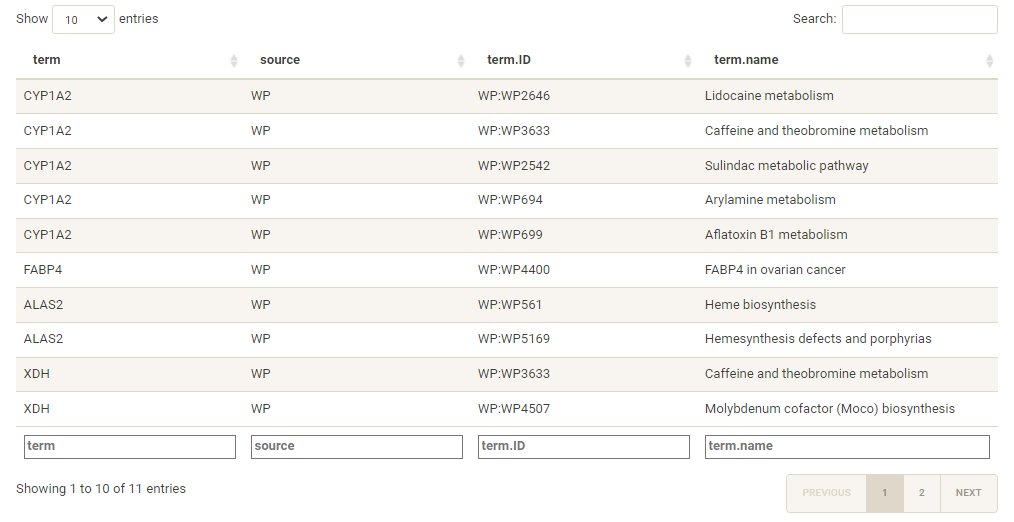 Show 10 entries Search:
term source term.ID term.name
CYP1A2 WP WP:WP2646 Lidocaine metabolism
CYP1A2 WP WP:WP3633 Caffeine and theobromine metabolism
CYP1A2 WP WP:WP2542 Sulindac metabolic pathway
CYP1A2 WP WP:WP694 Arylamine metabolism
CYP1A2 WP WP:WP699 Aflatoxin B1 metabolism
FABP4 WP WP:WP4400 FABP4 in ovarian cancer
ALAS2 WP WP:WP561 Heme biosynthesis
ALAS2 WP WP:WP5169 Hemesynthesis defects and porphyrias
XDH WP WP:WP3633 Caffeine and theobromine metabolism
XDH WP WP:WP4507 Molybdenum cofactor (Moco) biosynthesis
term source term.ID term.name
Showing 1 to 10 of 11 entries PREVIOUS 1 2 NEXT